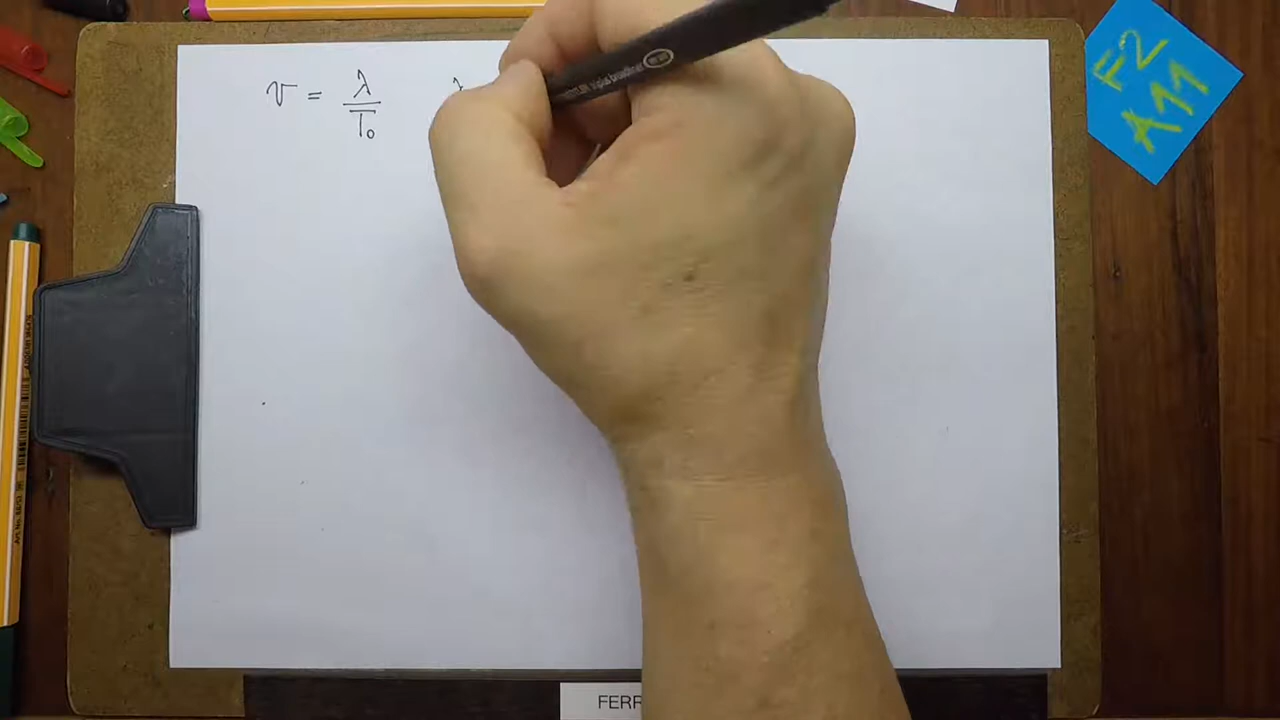 v = λ / T₀
λ
F2
A11
FERR